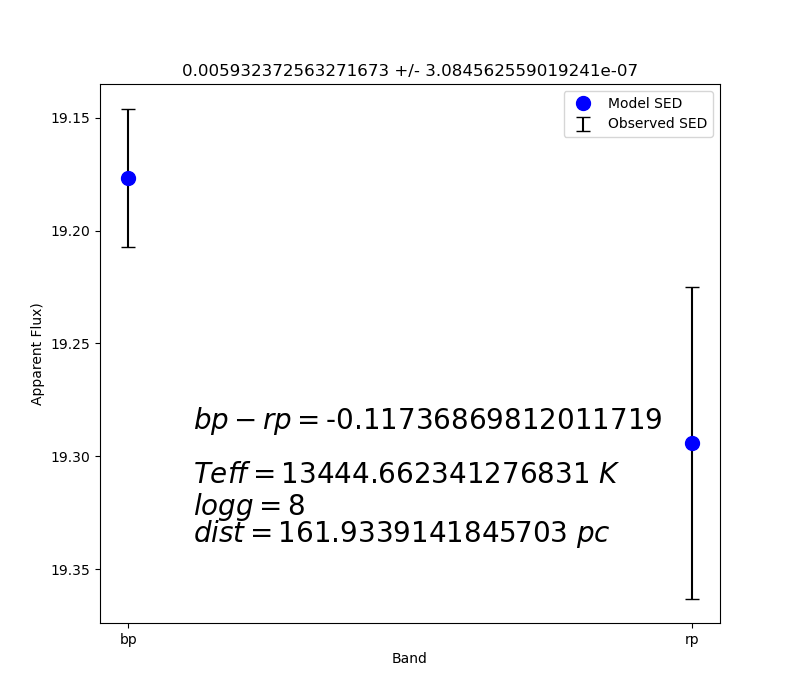 0.005932372563271673 +/- 3.084562559019241e-07
Model SED
Observed SED
19.15
19.20
19.25
19.30
19.35
Apparent Flux)
bp − rp = -0.11736869812011719
Teff = 13444.662341276831 K
logg = 8
dist = 161.9339141845703 pc
bp
rp
Band